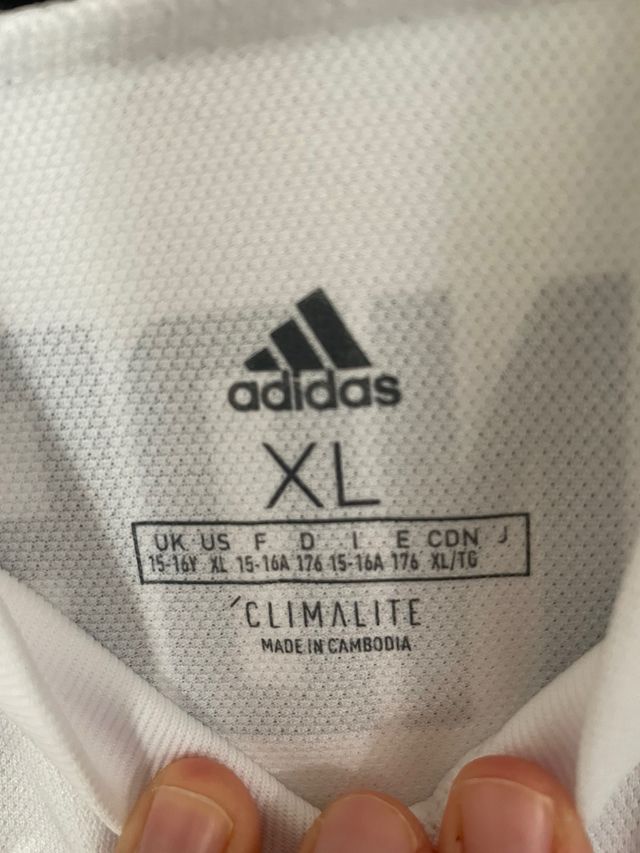 adidas
XL
UK US F D I E CDN J
15-16Y XL 15-16A 176 15-16A 176 XL/TG
CLIMALITE
MADE IN CAMBODIA